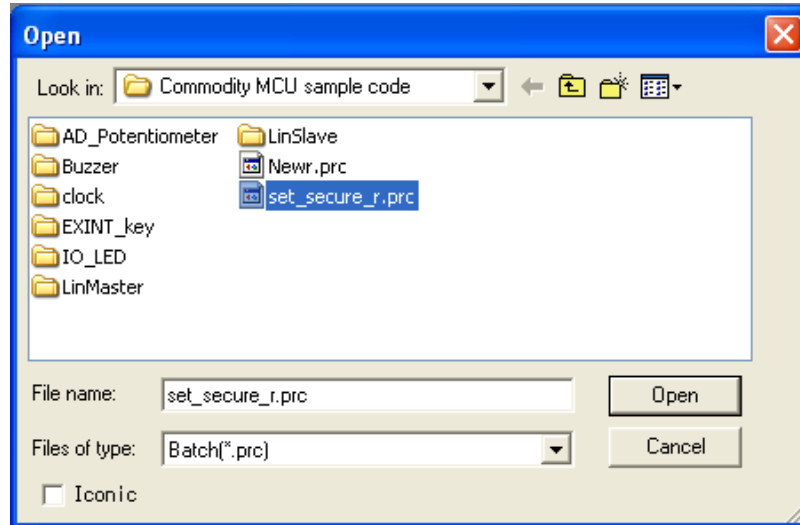 Open
Look in: Commodity MCU sample code
AD_Potentiometer LinSlave
Buzzer Newr.prc
clock set_secure_r.prc
EXINT_key
IO_LED
LinMaster
File name: set_secure_r.prc Open
Files of type: Batch(*.prc) Cancel
Iconic